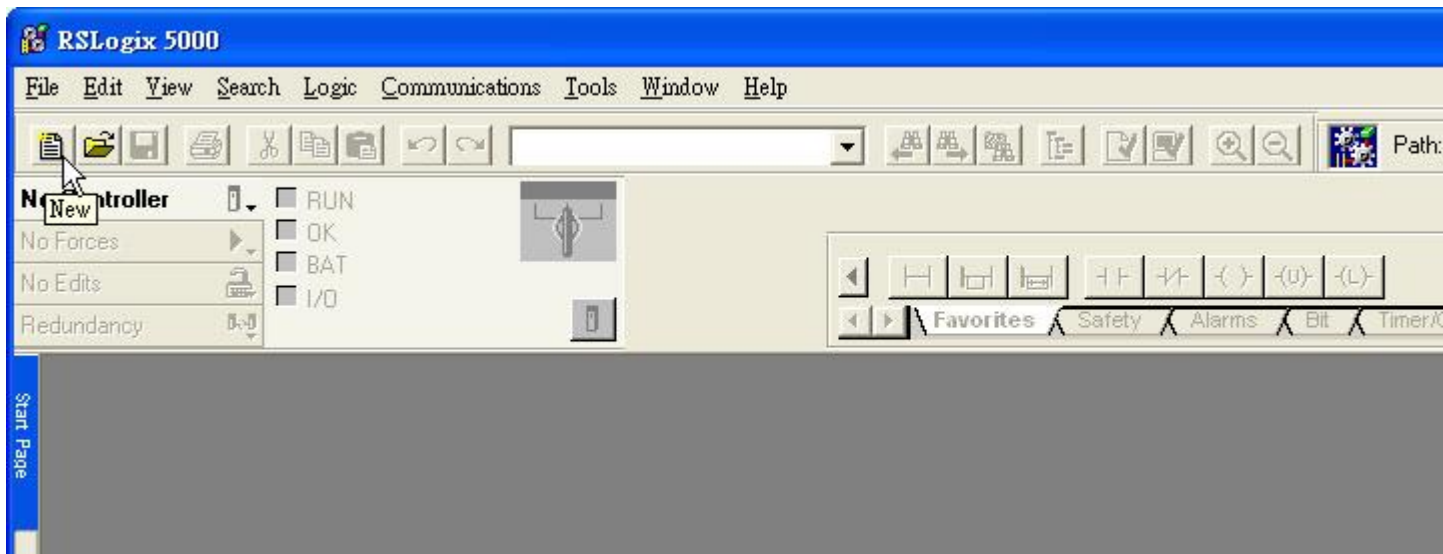 RSLogix 5000
File Edit View Search Logic Communications Tools Window Help
Path:
New
RUN
No Forces
OK
No Edits
BAT
I/O
Redundancy
Favorites Safety Alarms Bit
Start Page